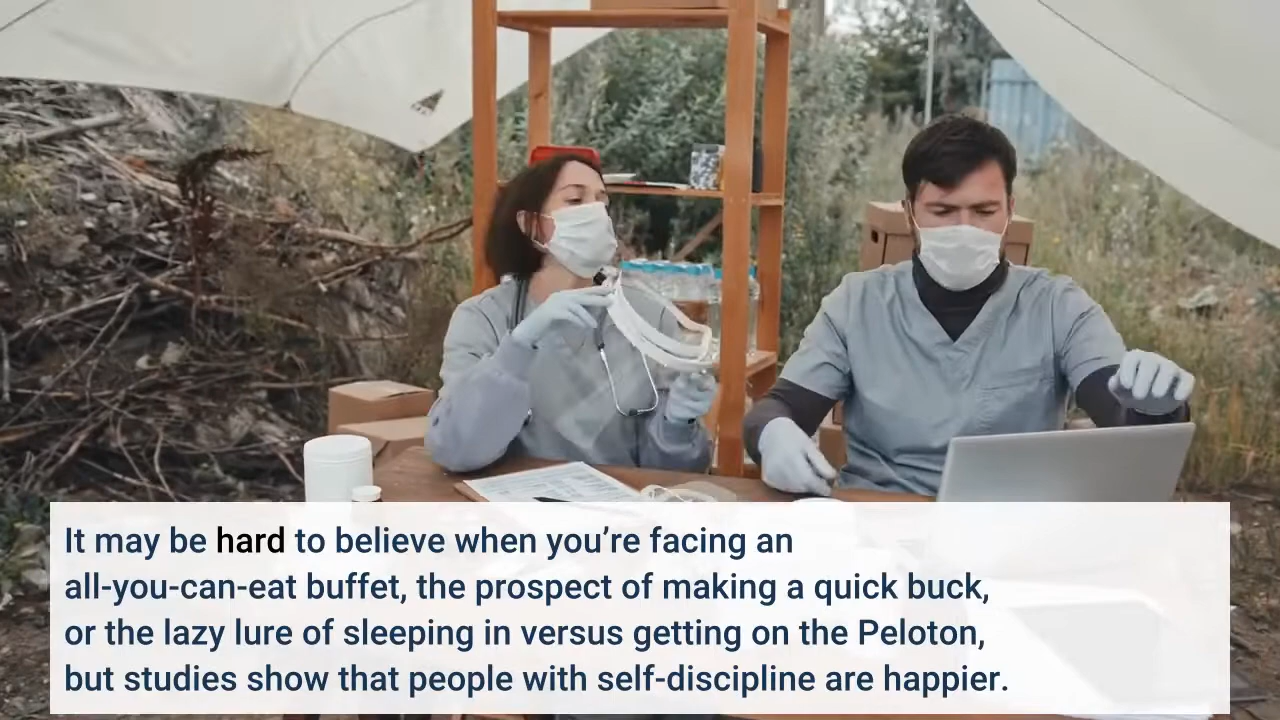 It may be hard to believe when you’re facing an
all-you-can-eat buffet, the prospect of making a quick buck,
or the lazy lure of sleeping in versus getting on the Peloton,
but studies show that people with self-discipline are happier.